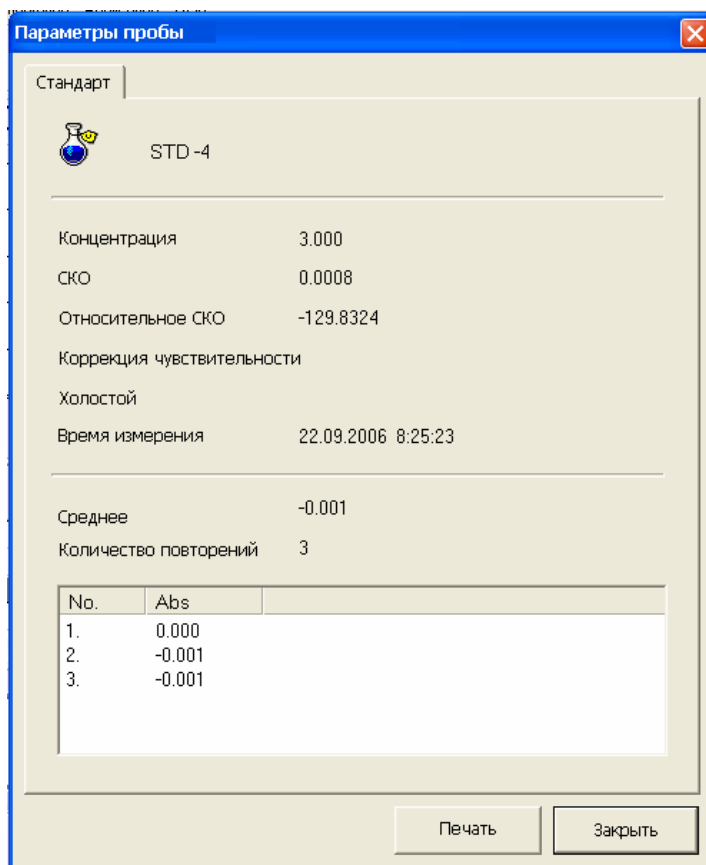 Параметры пробы
Стандарт
STD -4
Концентрация 3.000
СКО 0.0008
Относительное СКО -129.8324
Коррекция чувствительности
Холостой
Время измерения 22.09.2006 8:25:23
Среднее -0.001
Количество повторений 3
No. Abs
1. 0.000
2. -0.001
3. -0.001
Печать Закрыть